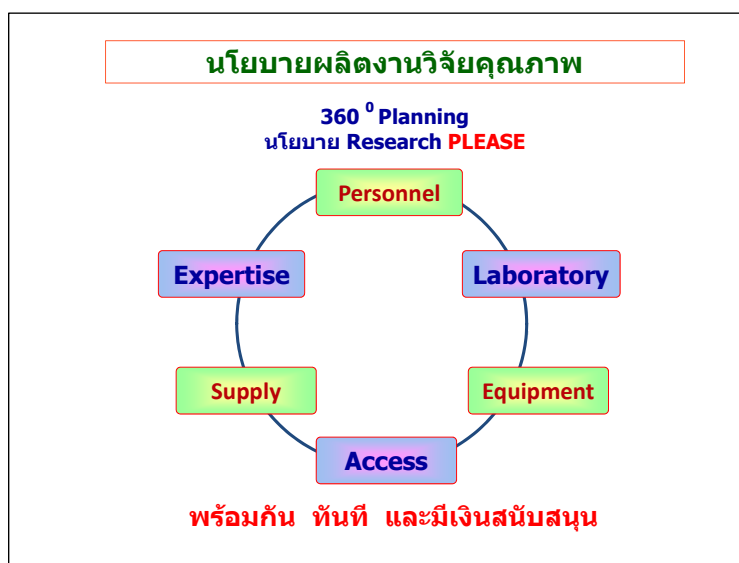 นโยบายผลิตงานวิจัยคุณภาพ
360 ⁰ Planning
นโยบาย Research PLEASE
Personnel
Expertise
Laboratory
Supply
Equipment
Access
พร้อมกัน ทันที และมีเงินสนับสนุน